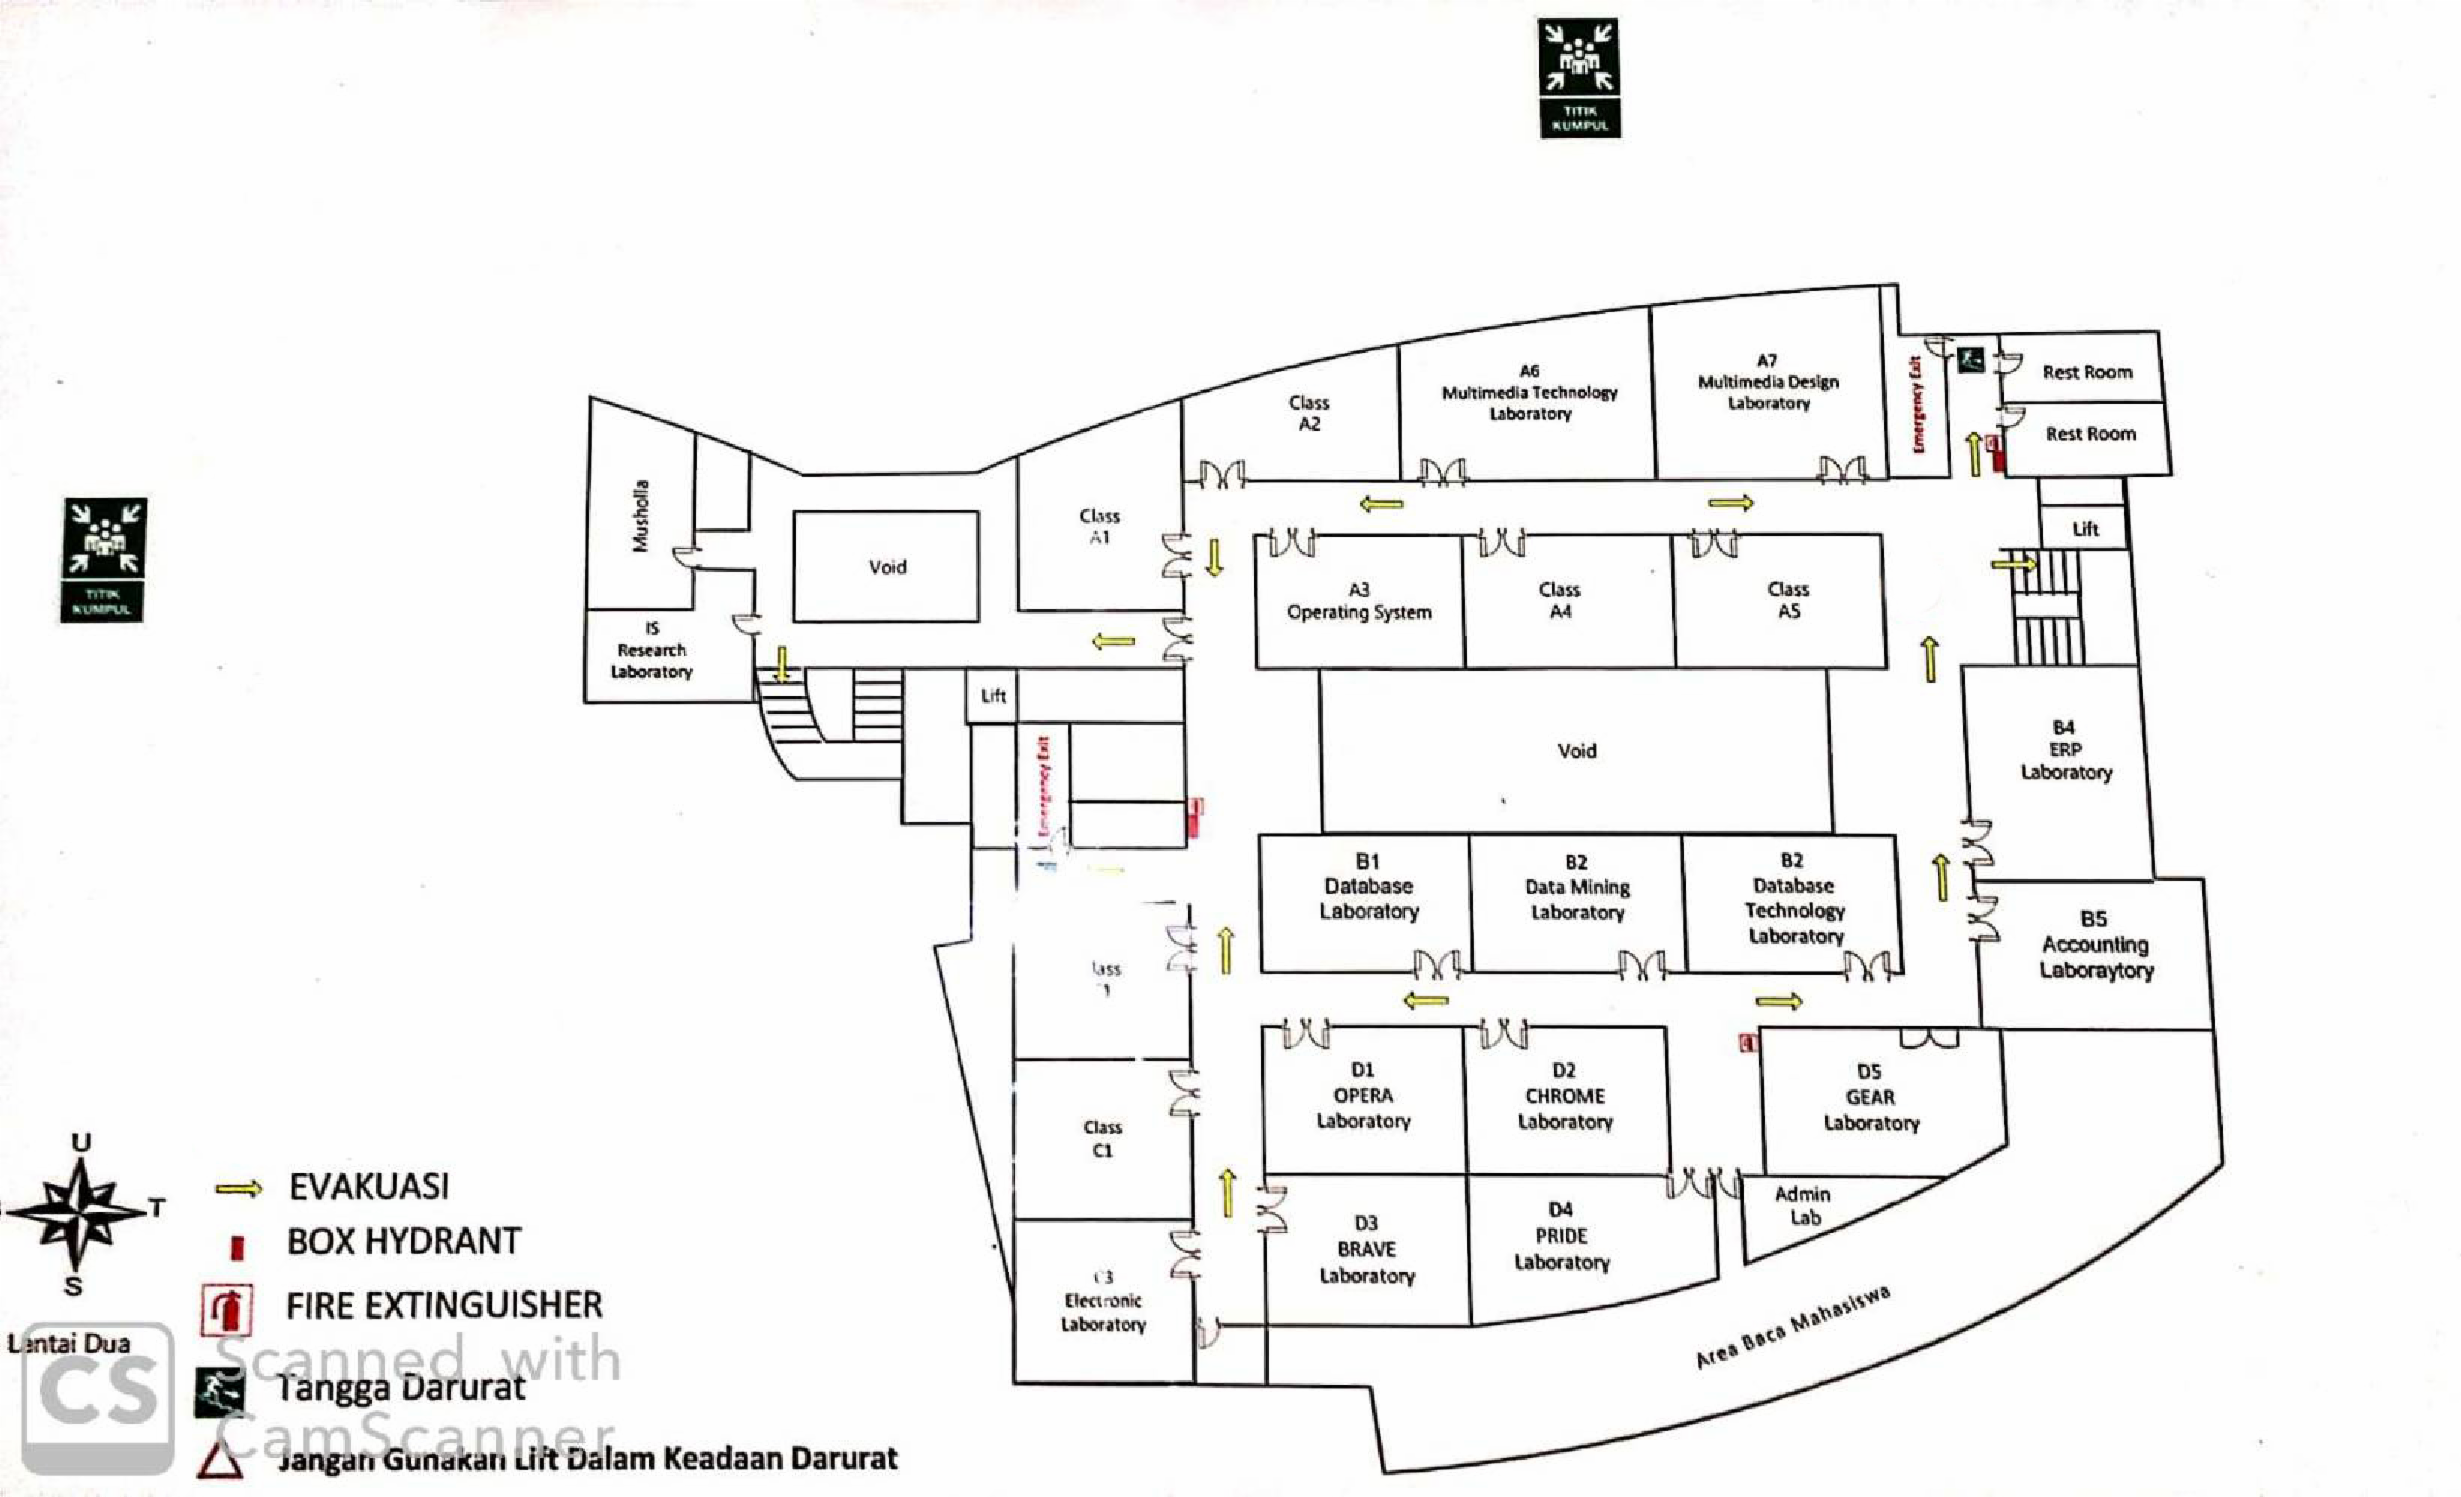 TITIK
KUMPUL
TITIK
KUMPUL
Musholla
IS
Research
Laboratory
Void
Class
A1
Class
A2
A6
Multimedia Technology
Laboratory
A7
Multimedia Design
Laboratory
Emergency Exit
Rest Room
Rest Room
Lift
A3
Operating System
Class
A4
Class
A5
Lift
Emergency Exit
Void
B4
ERP
Laboratory
B1
Database
Laboratory
B2
Data Mining
Laboratory
B2
Database
Technology
Laboratory
B5
Accounting
Laboraytory
Class
C1
D1
OPERA
Laboratory
D2
CHROME
Laboratory
D5
GEAR
Laboratory
Admin
Lab
D3
BRAVE
Laboratory
D4
PRIDE
Laboratory
C3
Electronic
Laboratory
Area Baca Mahasiswa
U
T
S
Lantai Dua
EVAKUASI
BOX HYDRANT
FIRE EXTINGUISHER
Tangga Darurat
Jangan Gunakan Lift Dalam Keadaan Darurat
CS
Scanned with
CamScanner